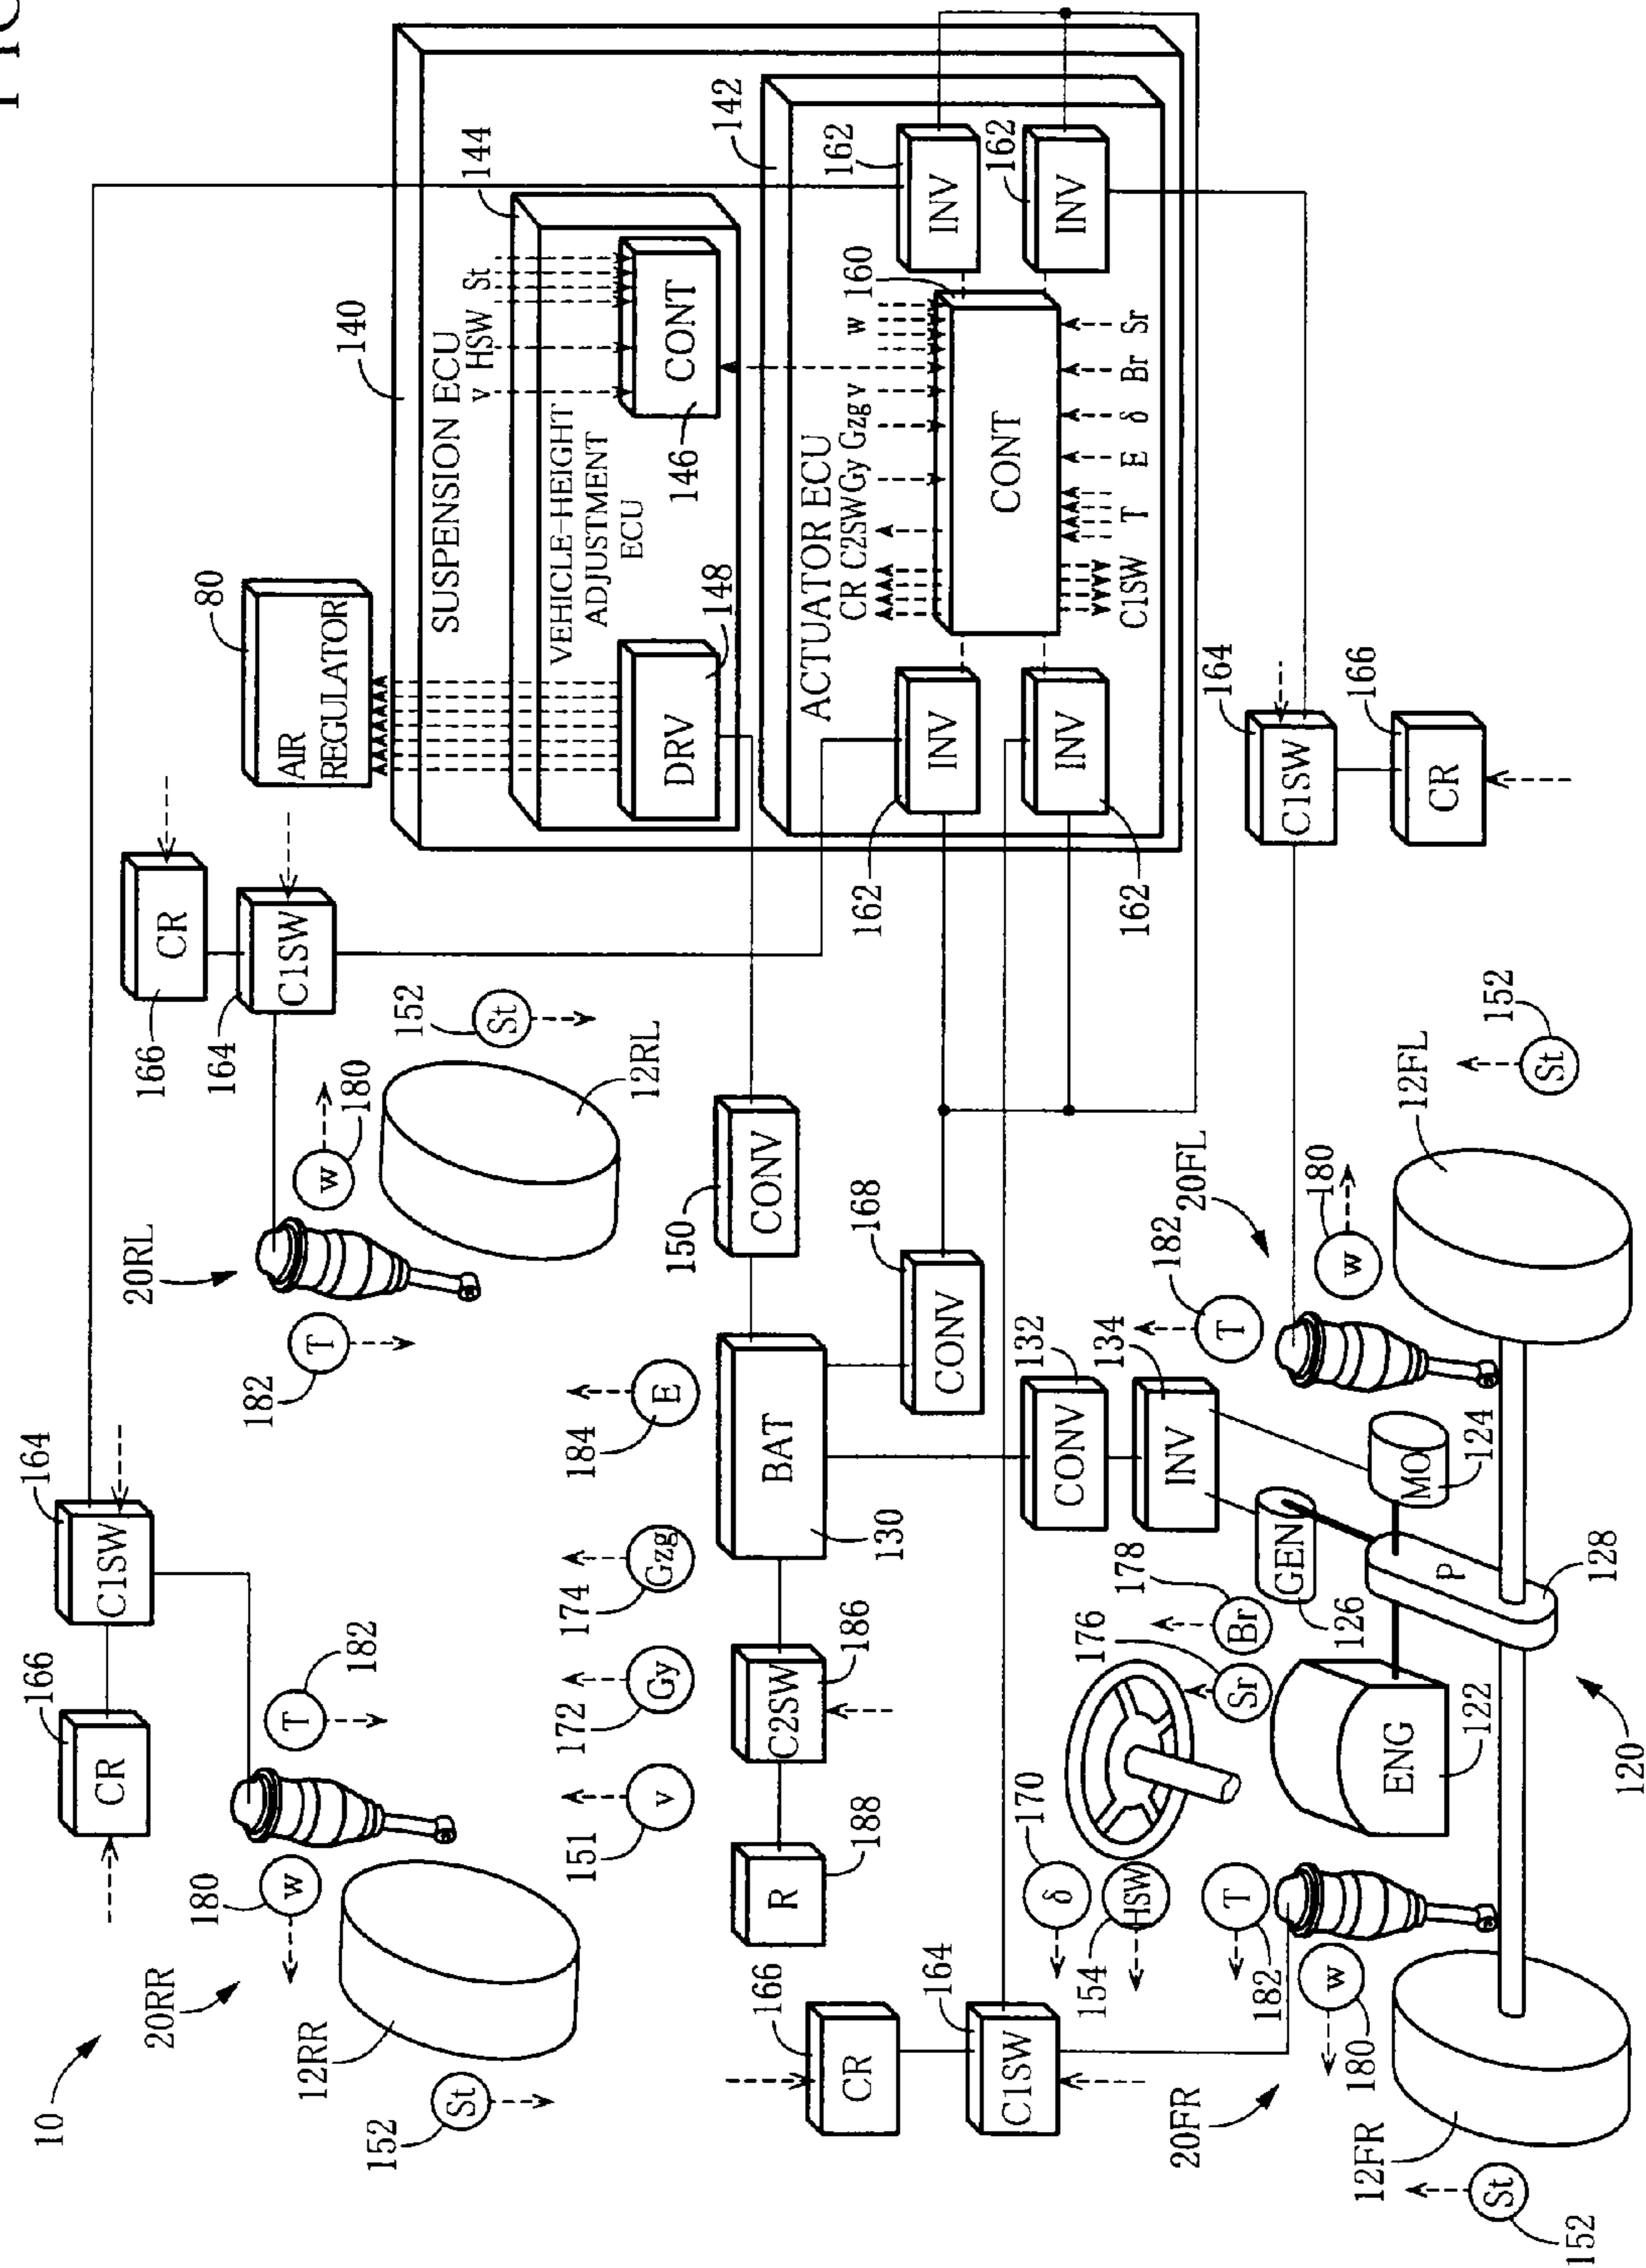 10
20RR
12RR
152
St
180
w
166
CR
164
C1SW
182
T
20RL
182
T
166
CR
164
C1SW
180
w
152
St
12RL
80
AIR
REGULATOR
140
SUSPENSION ECU
144
v HSW St
VEHICLE-HEIGHT
ADJUSTMENT
ECU
CONT
146
DRV
148
142
ACTUATOR ECU
CR C2SW Gy Gzg v w
160
CONT
C1SW T E δ Br Sr
162
INV
162
INV
162
INV
162
INV
151
v
172
Gy
174
Gzg
184
E
R
188
C2SW
186
BAT
130
150
CONV
168
CONV
CONV
132
INV
134
166
CR
164
C1SW
170
δ
154
HSW
176
Sr
178
Br
GEN
126
MO
124
P
128
ENG
122
120
182
T
180
w
20FR
12FR
152
St
182
T
20FL
180
w
12FL
152
St
164
C1SW
166
CR